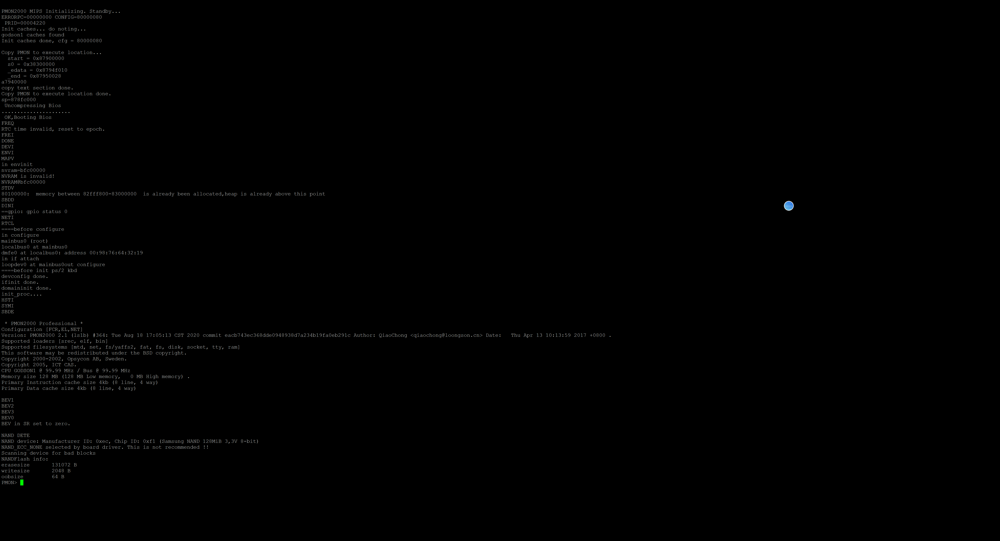 PMON2000 MIPS Initializing. Standby...
ERRORPC=00000000 CONFIG=80000080
 PRID=00004220
Init caches... do noting...
godson1 caches found
Init caches done, cfg = 80000080

Copy PMON to execute location...
  start = 0x87900000
  s0 = 0x38300000
  _edata = 0x8794f010
  _end = 0x87950028
a7940000
copy text section done.
Copy PMON to execute location done.
sp=878fc000
 Uncompressing Bios
......................
 OK,Booting Bios
FREQ
RTC time invalid, reset to epoch.
FREI
DONE
DEVI
ENVI
MAPV
in envinit
nvram=bfc00000
NVRAM is invalid!
NVRAM@bfc00000
STDV
80100000:  memory between 82fff800-83000000  is already been allocated,heap is already above this point
SBDD
DINI
==gpio: gpio status 0
NETI
RTCL
====before configure
in configure
mainbus0 (root)
localbus0 at mainbus0
dmfe0 at localbus0: address 00:98:76:64:32:19
in if attach
loopdev0 at mainbus0out configure
====before init ps/2 kbd
devconfig done.
ifinit done.
domaininit done.
init_proc....
HSTI
SYMI
SBDE

 * PMON2000 Professional *
Configuration [FCR,EL,NET]
Version: PMON2000 2.1 (ls1b) #364: Tue Aug 18 17:05:13 CST 2020 commit eacb743ec368dde0948938d7a234b19fa0eb291c Author: QiaoChong <qiaochong@loongson.cn> Date:   Thu Apr 13 10:13:59 2017 +0800 .
Supported loaders [srec, elf, bin]
Supported filesystems [mtd, net, fs/yaffs2, fat, fs, disk, socket, tty, ram]
This software may be redistributed under the BSD copyright.
Copyright 2000-2002, Opsycon AB, Sweden.
Copyright 2005, ICT CAS.
CPU GODSON1 @ 99.99 MHz / Bus @ 99.99 MHz
Memory size 128 MB (128 MB Low memory,   0 MB High memory) .
Primary Instruction cache size 4kb (8 line, 4 way)
Primary Data cache size 4kb (8 line, 4 way)

BEV1
BEV2
BEV3
BEV0
BEV in SR set to zero.

NAND DETE
NAND device: Manufacturer ID: 0xec, Chip ID: 0xf1 (Samsung NAND 128MiB 3,3V 8-bit)
NAND_ECC_NONE selected by board driver. This is not recommended !!
Scanning device for bad blocks
NANDFlash info:
erasesize       131072 B
writesize       2048 B
oobsize         64 B
PMON>